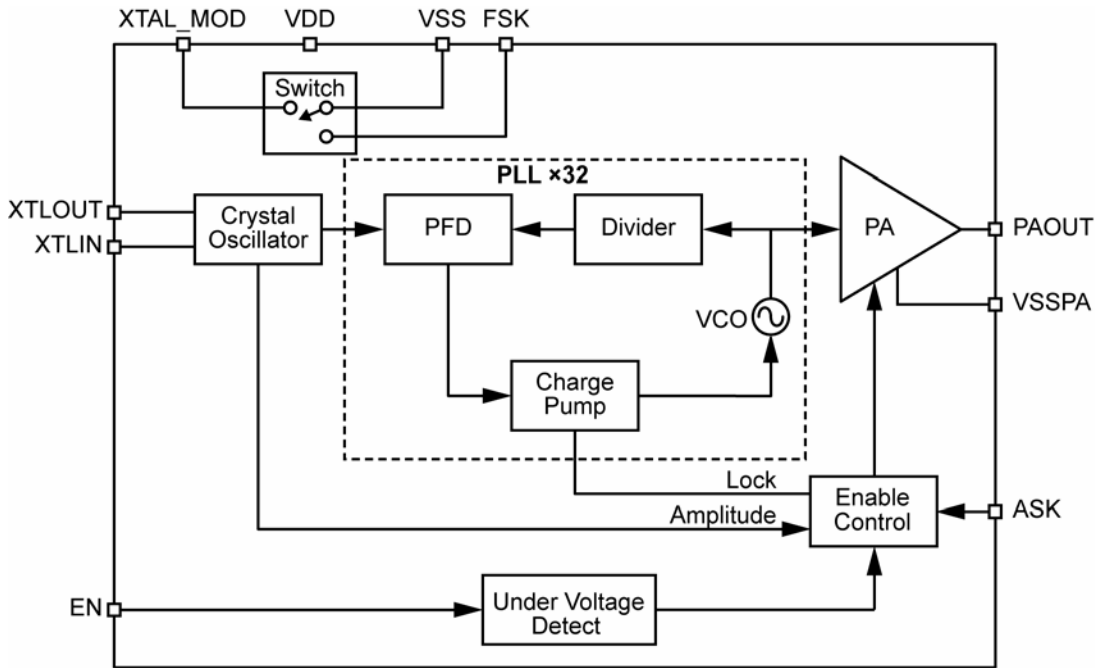 XTAL_MOD VDD VSS FSK
Switch
PLL ×32
XTLOUT
XTLIN
Crystal
Oscillator
PFD
Divider
PA
PAOUT
VSSPA
VCO
Charge
Pump
Lock
Amplitude
Enable
Control
ASK
EN
Under Voltage
Detect